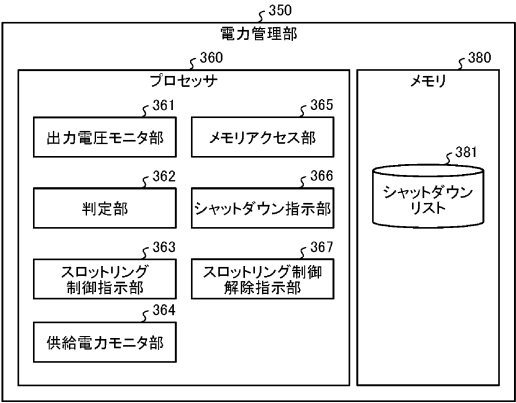 350
電力管理部
360
プロセッサ
361
出力電圧モニタ部
362
判定部
363
スロットリング
制御指示部
364
供給電力モニタ部
365
メモリアクセス部
366
シャットダウン指示部
367
スロットリング制御
解除指示部
380
メモリ
381
シャットダウン
リスト